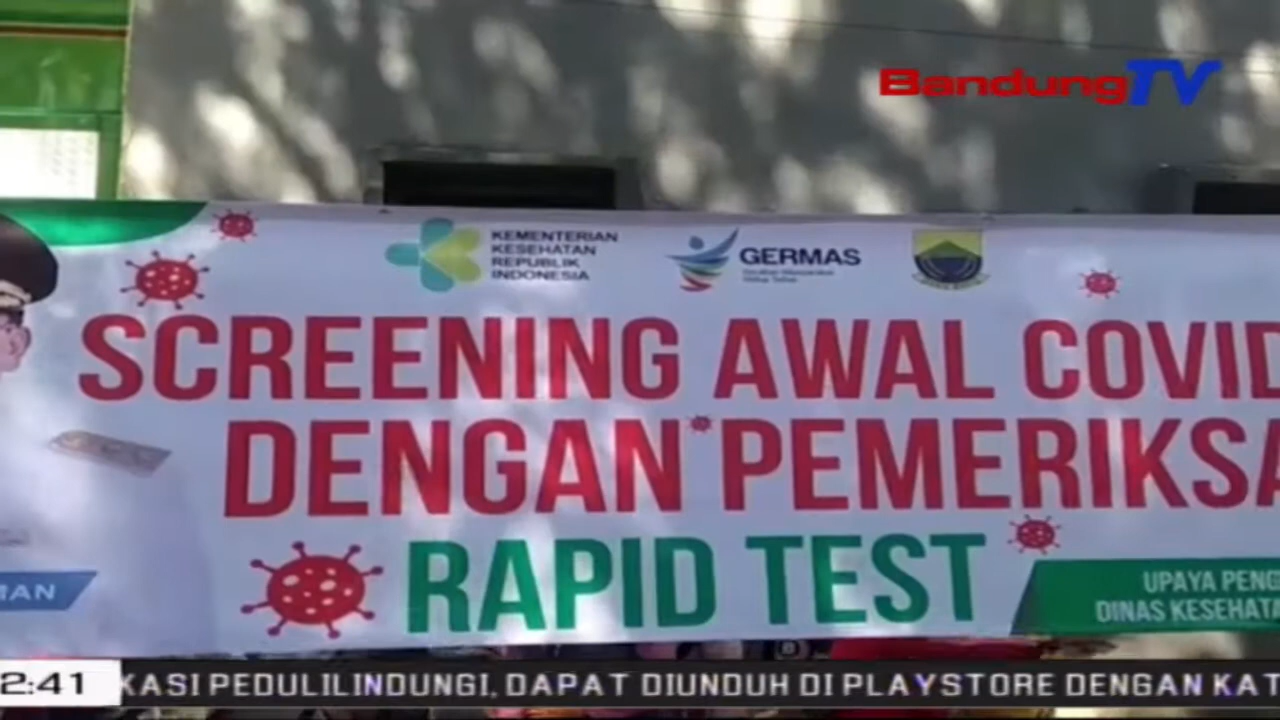 BandungTV
KEMENTERIAN
KESEHATAN
REPUBLIK
INDONESIA
GERMAS
SCREENING AWAL COVID
DENGAN PEMERIKSA
RAPID TEST
MAN
UPAYA PENG
DINAS KESEHATA
2:41
KASI PEDULILINDUNGI, DAPAT DIUNDUH DI PLAYSTORE DENGAN KAT